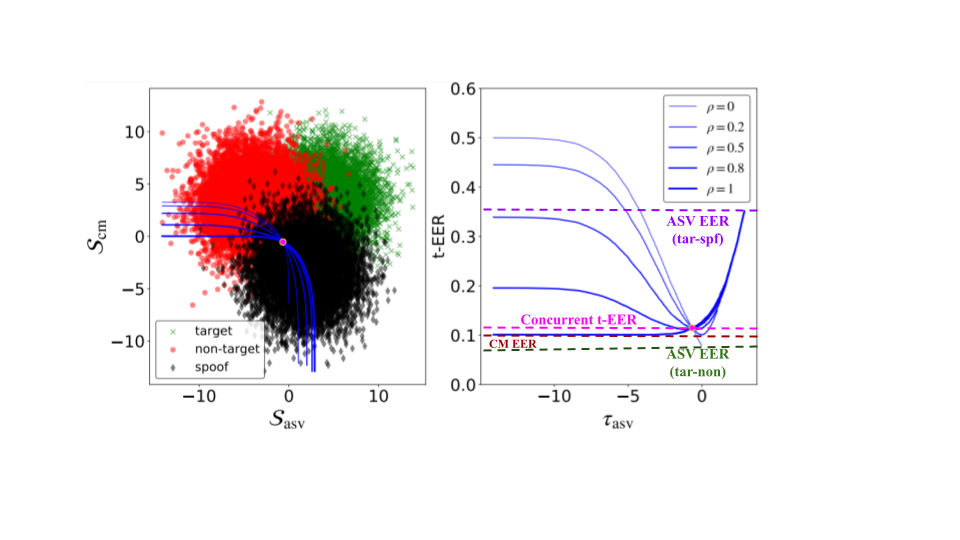 10
5
0
−5
−10
S_cm
target
non-target
spoof
−10
0
10
S_asv
0.6
0.5
0.4
0.3
0.2
0.1
0.0
t-EER
ρ = 0
ρ = 0.2
ρ = 0.5
ρ = 0.8
ρ = 1
ASV EER
(tar-spf)
Concurrent t-EER
CM EER
ASV EER
(tar-non)
−10
−5
0
τ_asv